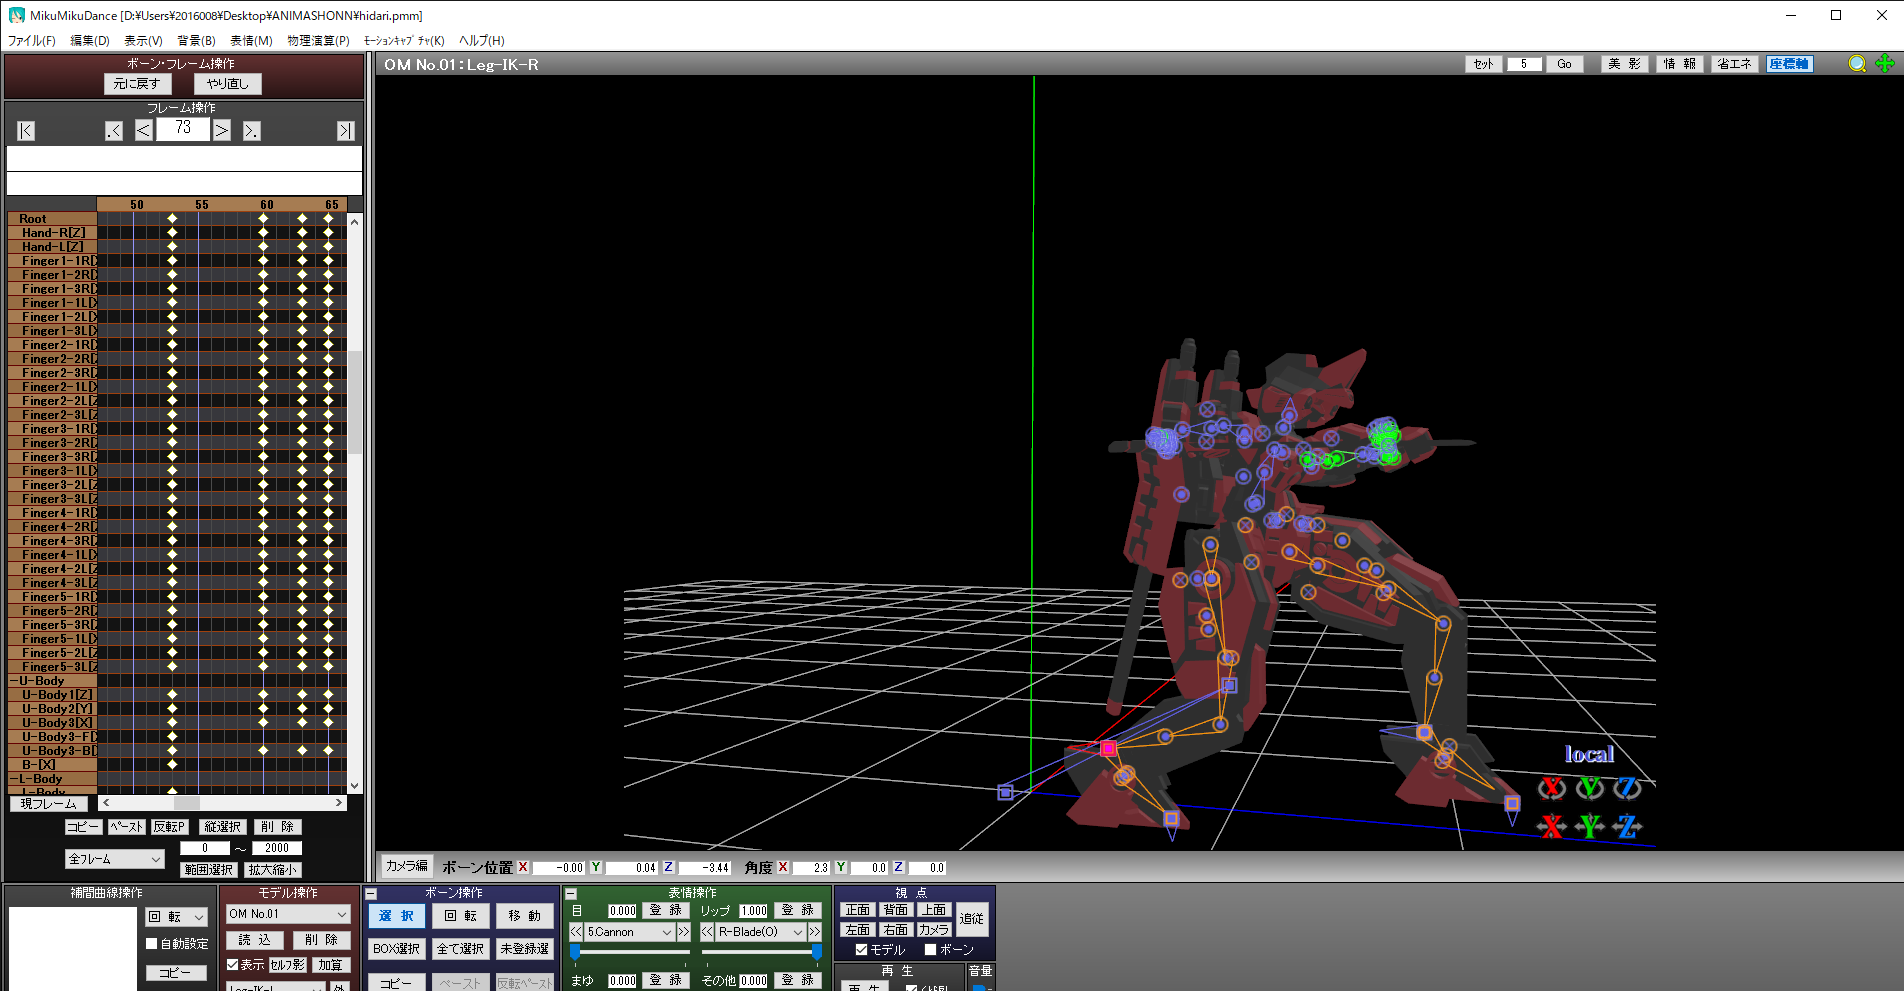 MikuMikuDance [D:¥Users¥2016008¥Desktop¥ANIMASHONN¥hidari.pmm]
ファイル(F) 編集(D) 表示(V) 背景(B) 表情(M) 物理演算(P) ﾓｰｼｮﾝｷｬﾌﾟﾁｬ(K) ヘルプ(H)
ボーン・フレーム操作
元に戻す やり直し
フレーム操作
|< .< < 73 > >. >|
50 55 60 65
Root
Hand-R[Z]
Hand-L[Z]
Finger1-1R[
Finger1-2R[
Finger1-3R[
Finger1-1L[
Finger1-2L[
Finger1-3L[
Finger2-1R[
Finger2-2R[
Finger2-3R[
Finger2-1L[
Finger2-2L[
Finger2-3L[
Finger3-1R[
Finger3-2R[
Finger3-3R[
Finger3-1L[
Finger3-2L[
Finger3-3L[
Finger4-1R[
Finger4-2R[
Finger4-3R[
Finger4-1L[
Finger4-2L[
Finger4-3L[
Finger5-1R[
Finger5-2R[
Finger5-3R[
Finger5-1L[
Finger5-2L[
Finger5-3L[
-U-Body
U-Body1[Z]
U-Body2[Y]
U-Body3[X]
U-Body3-F[
U-Body3-B[
B-[X]
-L-Body
L-Body
現フレーム
コピー ペースト 反転P 縦選択 削 除
全フレーム 0 ～ 2000
範囲選択 拡大縮小
OM No.01:Leg-IK-R
ｾｯﾄ 5 Go 美 影 情 報 省エネ 座標軸
local
X Y Z
X Y Z
カメラ編 ボーン位置 X -0.00 Y 0.04 Z -3.44 角度 X 2.3 Y 0.0 Z 0.0
補間曲線操作
回 転
自動設定
コピー
モデル操作
OM No.01
読 込 削 除
表示 ｾﾙﾌ影 加算
Leg-IK-L 外
ボーン操作
選 択 回 転 移 動
BOX選択 全て選択 未登録選
コピー ペースト 反転ペースト
表情操作
目 0.000 登 録 リップ 1.000 登 録
<< 5.Cannon >> << R-Blade(O) >>
まゆ 0.000 登 録 その他 0.000 登 録
視 点
正面 背面 上面 追従
左面 右面 カメラ
モデル ボーン
再 生 音量
再 生